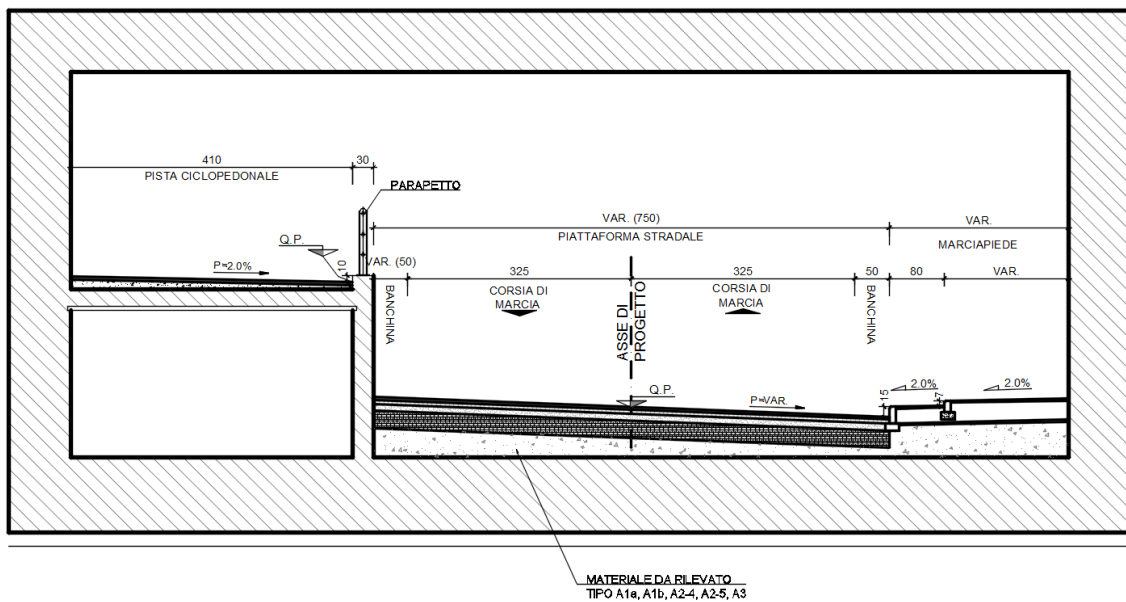 410
30
PISTA CICLOPEDONALE
PARAPETTO
VAR. (750)
VAR.
PIATTAFORMA STRADALE
MARCIAPIEDE
Q.P.
P=2.0%
10
VAR. (50)
325
325
50
80
VAR.
BANCHINA
CORSIA DI
MARCIA
ASSE DI
PROGETTO
CORSIA DI
MARCIA
BANCHINA
Q.P.
P=VAR.
15
2.0%
7
2.0%
MATERIALE DA RILEVATO
TIPO A1a, A1b, A2-4, A2-5, A3